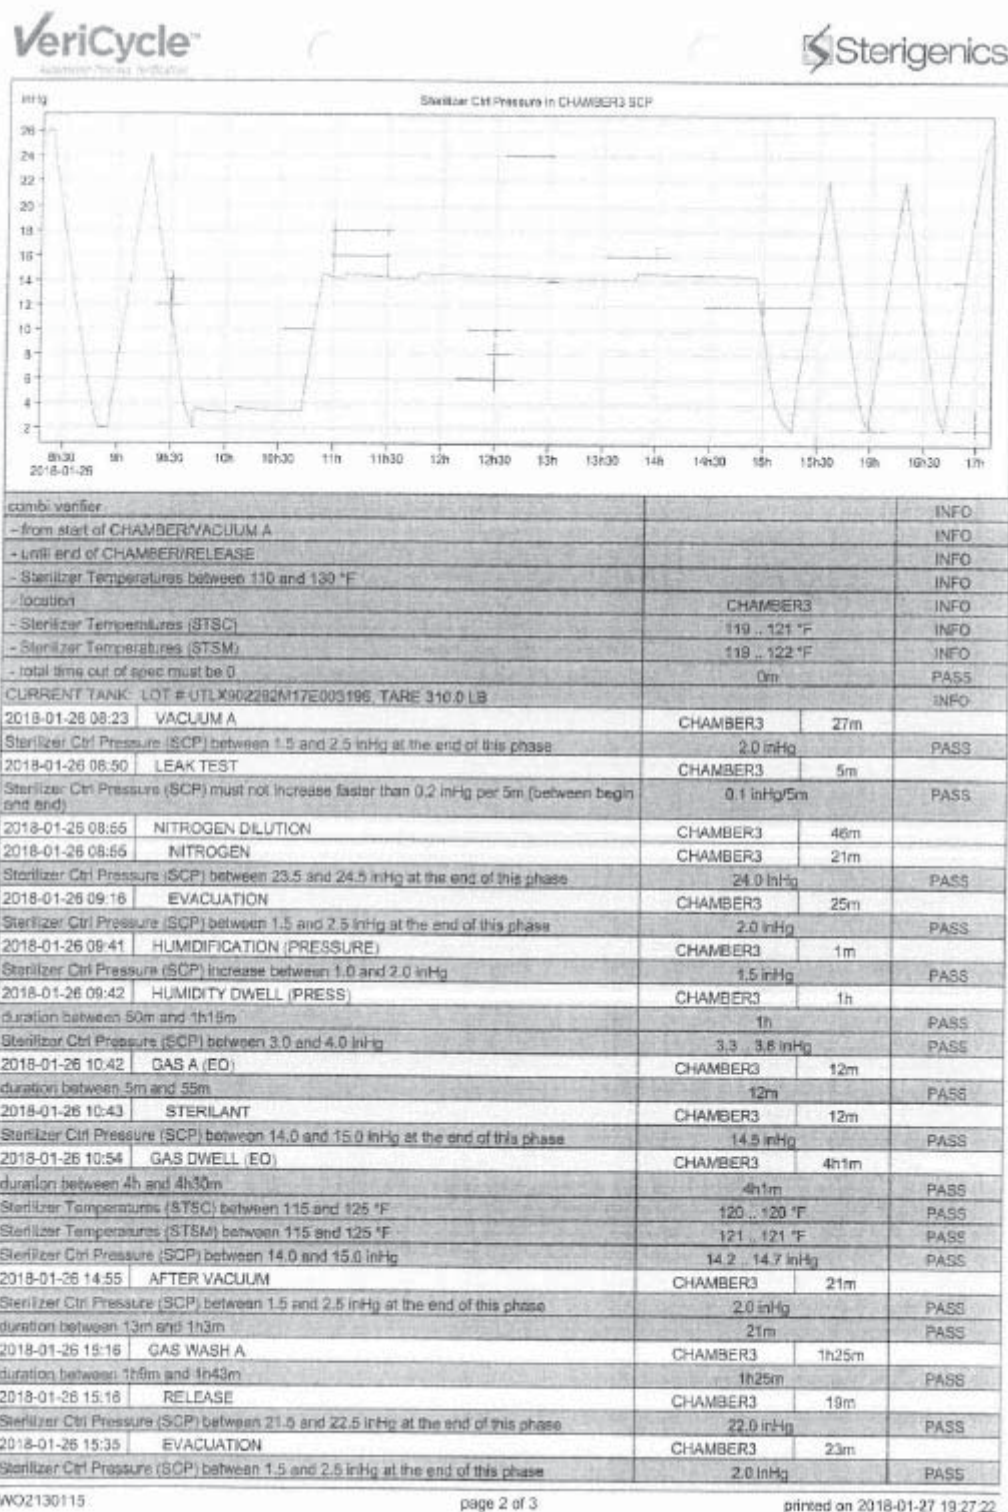 VeriCycle™
Sterigenics
inHg
Sterilizer Ctrl Pressure in CHAMBER3 SCP
26
24
22
20
18
16
14
12
10
8
6
4
2
8h30 9h 9h30 10h 10h30 11h 11h30 12h 12h30 13h 13h30 14h 14h30 15h 15h30 16h 16h30 17h
2018-01-26
combi verifier INFO
- from start of CHAMBER/VACUUM A INFO
- until end of CHAMBER/RELEASE INFO
- Sterilizer Temperatures between 110 and 130 °F INFO
- location CHAMBER3 INFO
- Sterilizer Temperatures (STSC) 119 .. 121 °F INFO
- Sterilizer Temperatures (STSM) 119 .. 122 °F INFO
- total time out of spec must be 0 0m PASS
CURRENT TANK: LOT # UTLX902292M17E003196, TARE 310.0 LB INFO
2018-01-26 08:23 VACUUM A CHAMBER3 27m
Sterilizer Ctrl Pressure (SCP) between 1.5 and 2.5 inHg at the end of this phase 2.0 inHg PASS
2018-01-26 08:50 LEAK TEST CHAMBER3 5m
Sterilizer Ctrl Pressure (SCP) must not increase faster than 0.2 inHg per 5m (between begin and end) 0.1 inHg/5m PASS
2018-01-26 08:55 NITROGEN DILUTION CHAMBER3 46m
2018-01-26 08:55 NITROGEN CHAMBER3 21m
Sterilizer Ctrl Pressure (SCP) between 23.5 and 24.5 inHg at the end of this phase 24.0 inHg PASS
2018-01-26 09:16 EVACUATION CHAMBER3 25m
Sterilizer Ctrl Pressure (SCP) between 1.5 and 2.5 inHg at the end of this phase 2.0 inHg PASS
2018-01-26 09:41 HUMIDIFICATION (PRESSURE) CHAMBER3 1m
Sterilizer Ctrl Pressure (SCP) increase between 1.0 and 2.0 inHg 1.5 inHg PASS
2018-01-26 09:42 HUMIDITY DWELL (PRESS) CHAMBER3 1h
duration between 50m and 1h15m 1h PASS
Sterilizer Ctrl Pressure (SCP) between 3.0 and 4.0 inHg 3.3 .. 3.6 inHg PASS
2018-01-26 10:42 GAS A (EO) CHAMBER3 12m
duration between 5m and 55m 12m PASS
2018-01-26 10:43 STERILANT CHAMBER3 12m
Sterilizer Ctrl Pressure (SCP) between 14.0 and 15.0 inHg at the end of this phase 14.5 inHg PASS
2018-01-26 10:54 GAS DWELL (EO) CHAMBER3 4h1m
duration between 4h and 4h30m 4h1m PASS
Sterilizer Temperatures (STSC) between 115 and 125 °F 120 .. 120 °F PASS
Sterilizer Temperatures (STSM) between 115 and 125 °F 121 .. 121 °F PASS
Sterilizer Ctrl Pressure (SCP) between 14.0 and 15.0 inHg 14.2 .. 14.7 inHg PASS
2018-01-26 14:55 AFTER VACUUM CHAMBER3 21m
Sterilizer Ctrl Pressure (SCP) between 1.5 and 2.5 inHg at the end of this phase 2.0 inHg PASS
duration between 13m and 1h3m 21m PASS
2018-01-26 15:16 GAS WASH A CHAMBER3 1h25m
duration between 1h9m and 1h43m 1h25m PASS
2018-01-26 15:16 RELEASE CHAMBER3 19m
Sterilizer Ctrl Pressure (SCP) between 21.5 and 22.5 inHg at the end of this phase 22.0 inHg PASS
2018-01-26 15:35 EVACUATION CHAMBER3 23m
Sterilizer Ctrl Pressure (SCP) between 1.5 and 2.5 inHg at the end of this phase 2.0 inHg PASS
WO2130115 page 2 of 3 printed on 2018-01-27 19:27:22